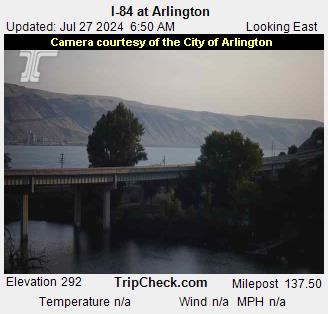 I-84 at Arlington
Updated: Jul 27 2024 6:50 AM Looking East
Camera courtesy of the City of Arlington
Elevation 292 TripCheck.com Milepost 137.50
Temperature n/a Wind n/a MPH n/a